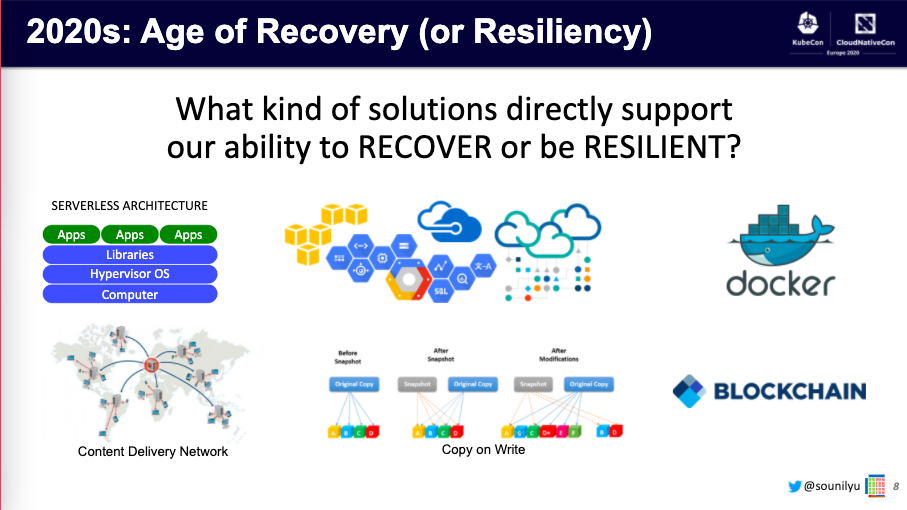 2020s: Age of Recovery (or Resiliency)
KubeCon
CloudNativeCon
Europe 2020
What kind of solutions directly support
our ability to RECOVER or be RESILIENT?
SERVERLESS ARCHITECTURE
Apps Apps Apps
Libraries
Hypervisor OS
Computer
SQL
docker
Before
Snapshot
After
Snapshot
After
Modifications
Original Copy
Snapshot
Original Copy
Snapshot
Original Copy
A B C D
A B C D
A B C D+ E F
B D
Content Delivery Network
Copy on Write
BLOCKCHAIN
@sounilyu
8